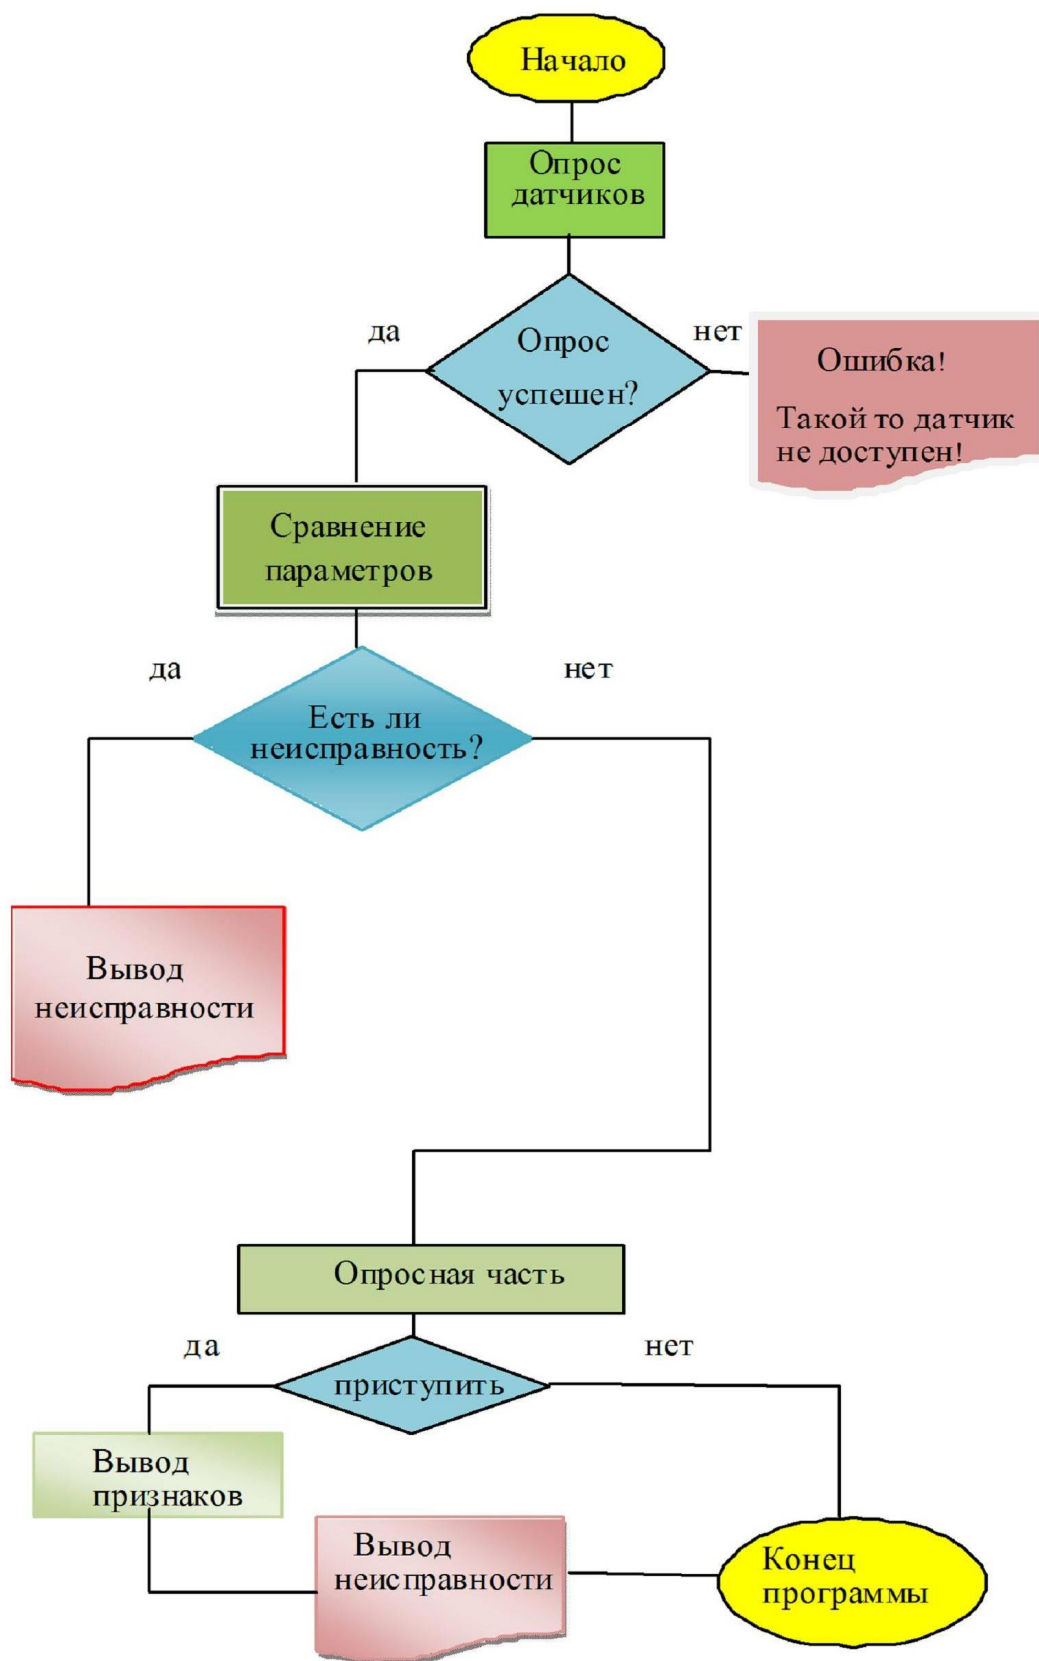 Начало
Опрос
датчиков
да
нет
Опрос
успешен?
Ошибка!
Такой то датчик
не доступен!
Сравнение
параметров
да
нет
Есть ли
неисправность?
Вывод
неисправности
Опросная часть
да
нет
приступить
Вывод
признаков
Вывод
неисправности
Конец
программы